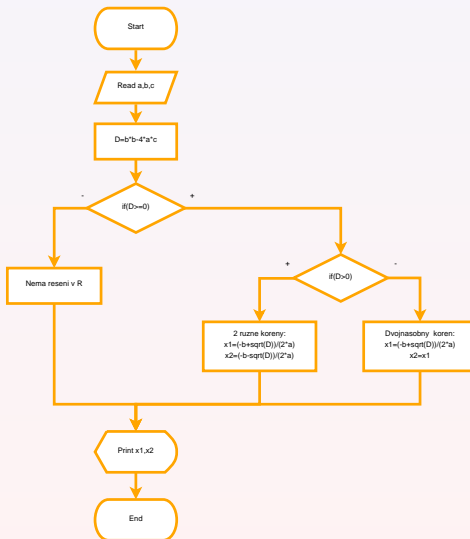 Start
Read a,b,c
D=b*b-4*a*c
-
+
if(D>=0)
+
-
if(D>0)
Nema reseni v R
2 ruzne koreny:
x1=(-b+sqrt(D))/(2*a)
x2=(-b-sqrt(D))/(2*a)
Dvojnasobny koren:
x1=(-b+sqrt(D))/(2*a)
x2=x1
Print x1,x2
End